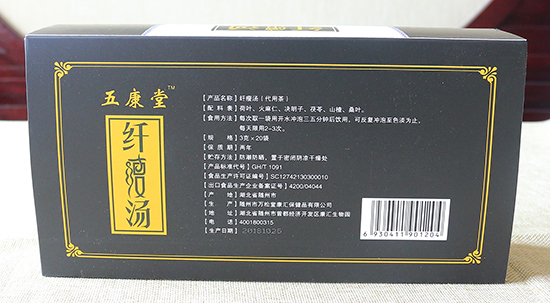 五康堂™
纤瘦汤
【产品名称】纤瘦汤（代用茶）
【配 料 表】荷叶、火麻仁、决明子、茯苓、山楂、桑叶。
【食用方法】每次取一袋用开水冲泡三五分钟后饮用，可反复冲泡至色淡为止，
每天限用2-3次。
【规 格】3克×20袋
【保 质 期】两年
【贮存方法】防潮防晒，置于密闭阴凉干燥处
【产品标准代号】GH/T 1091
【食品生产许可证编号】SC12742130300010
【出口食品生产企业备案证号】4200/04044
【产 地】湖北省随州市
【生 产】随州市万松堂康汇保健品有限公司
【地 址】湖北省随州市曾都经济开发区康汇生物园
【电 话】4001800315
【生产日期】20181026
6 930411 901204